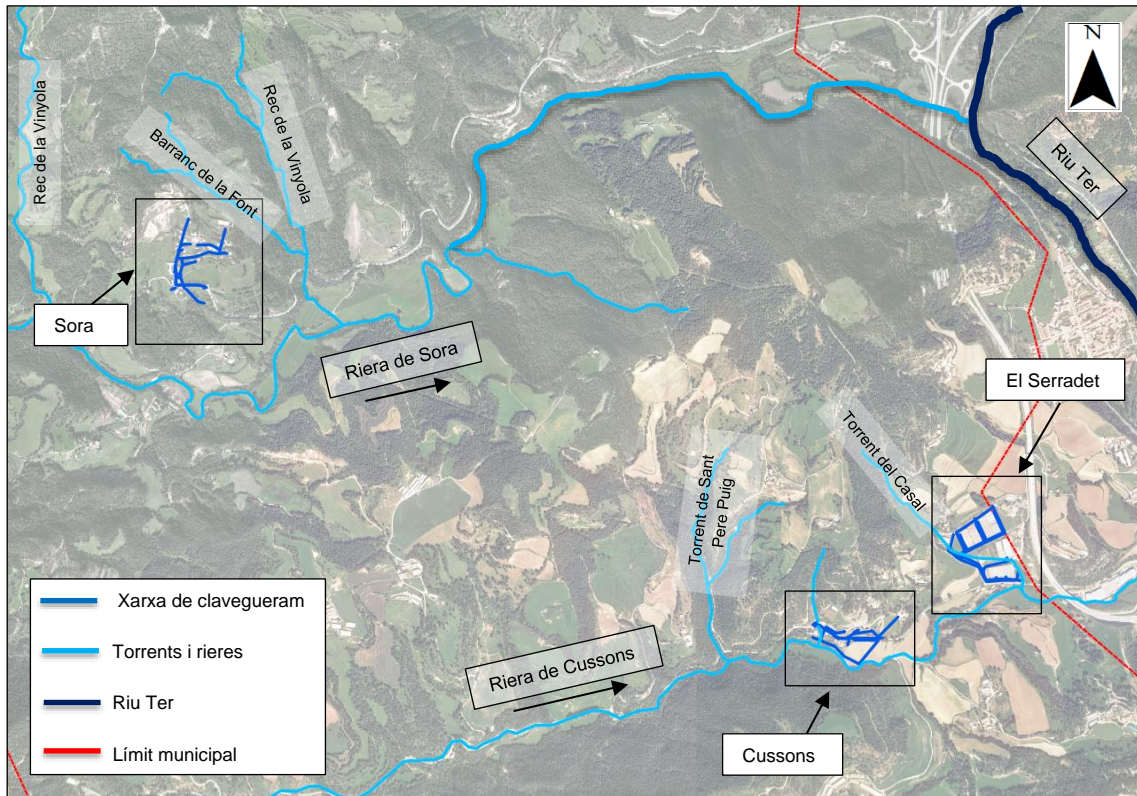 N
Rec de la Vinyola
Rec de la Vinyola
Barranc de la Font
Riu Ter
Sora
Riera de Sora
El Serradet
Torrent del Casal
Torrent de Sant
Pere Puig
Riera de Cussons
Cussons
Xarxa de clavegueram
Torrents i rieres
Riu Ter
Límit municipal